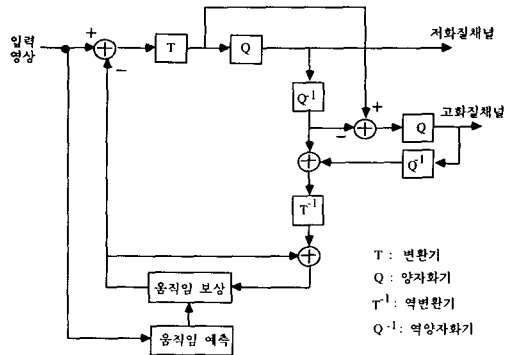 입력
영상
+
−
T
Q
저화질채널
Q⁻¹
+
−
Q
고화질채널
Q⁻¹
T⁻¹
움직임 보상
움직임 예측
T : 변환기
Q : 양자화기
T⁻¹ : 역변환기
Q⁻¹ : 역양자화기